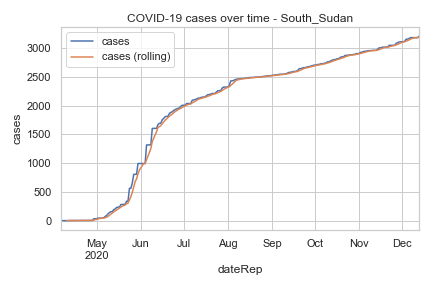 COVID-19 cases over time - South_Sudan
cases
cases (rolling)
3000
2500
2000
1500
1000
500
0
cases
May Jun Jul Aug Sep Oct Nov Dec
2020
dateRep